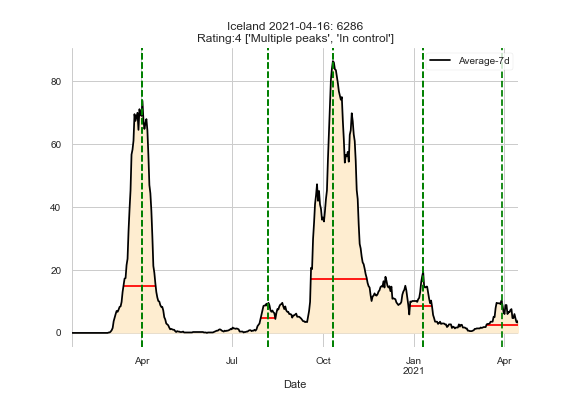 Iceland 2021-04-16: 6286
Rating:4 ['Multiple peaks', 'In control']
Average-7d
80
60
40
20
0
Apr
Jul
Oct
Jan
2021
Apr
Date